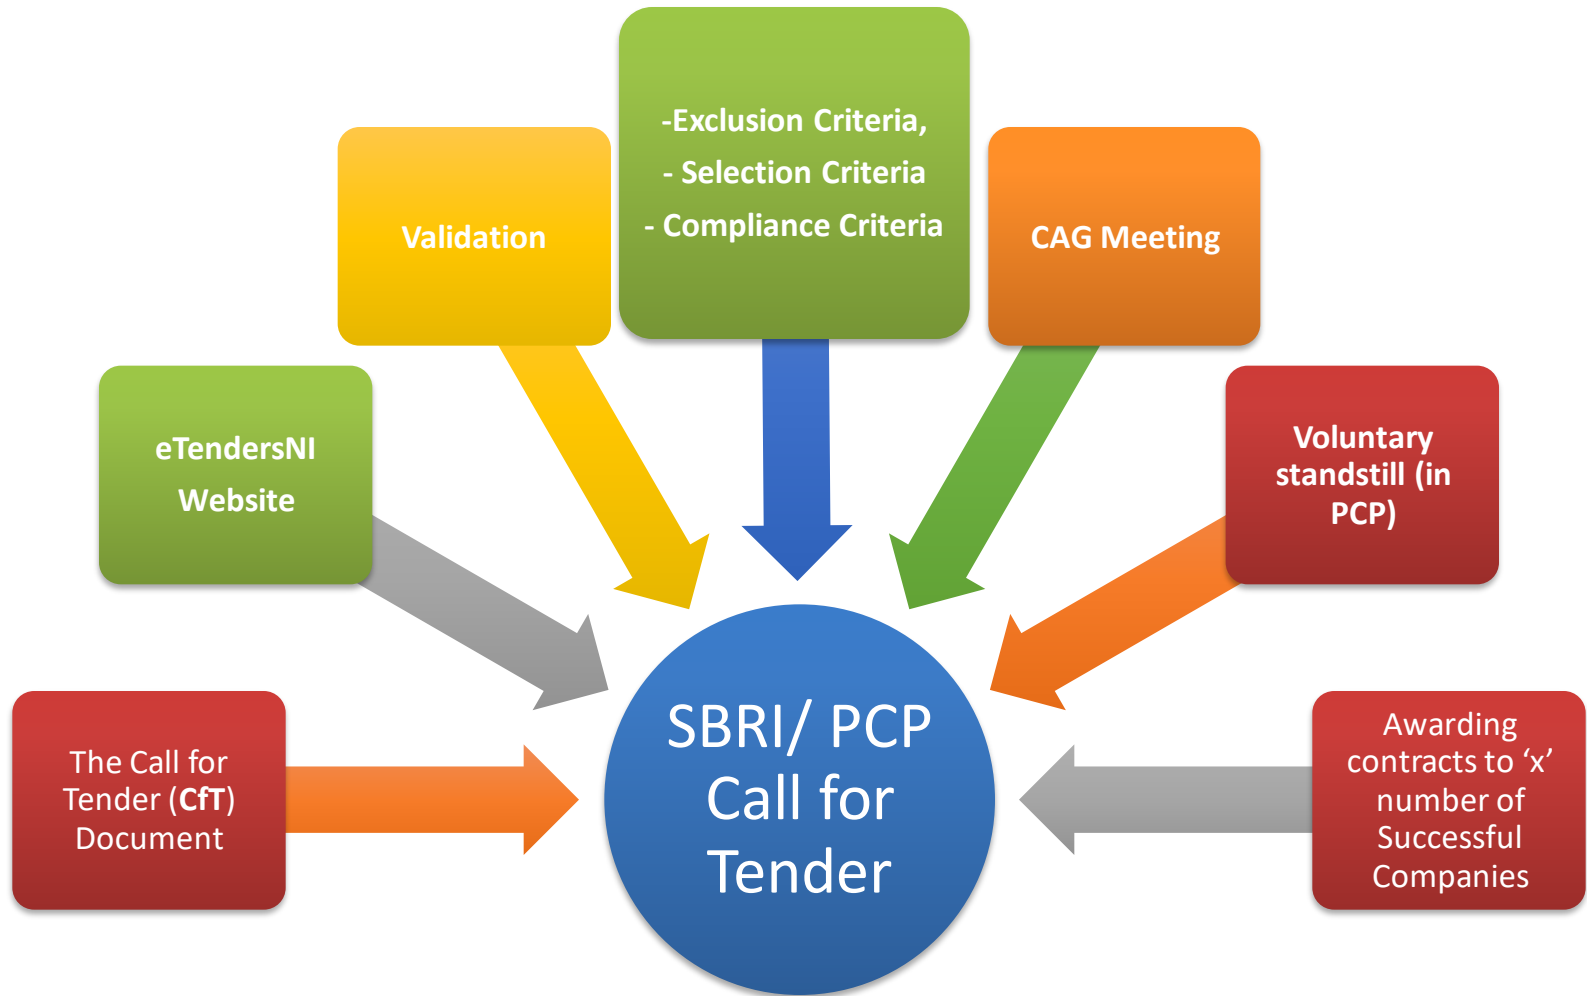 -Exclusion Criteria,
- Selection Criteria
- Compliance Criteria
Validation
CAG Meeting
eTendersNI
Website
Voluntary
standstill (in
PCP)
The Call for
Tender (CfT)
Document
SBRI/ PCP
Call for
Tender
Awarding
contracts to ‘x’
number of
Successful
Companies